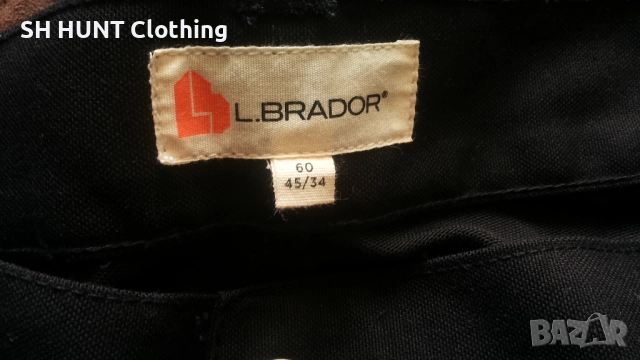 SH HUNT Clothing
L.BRADOR®
60
45/34
BAZAR